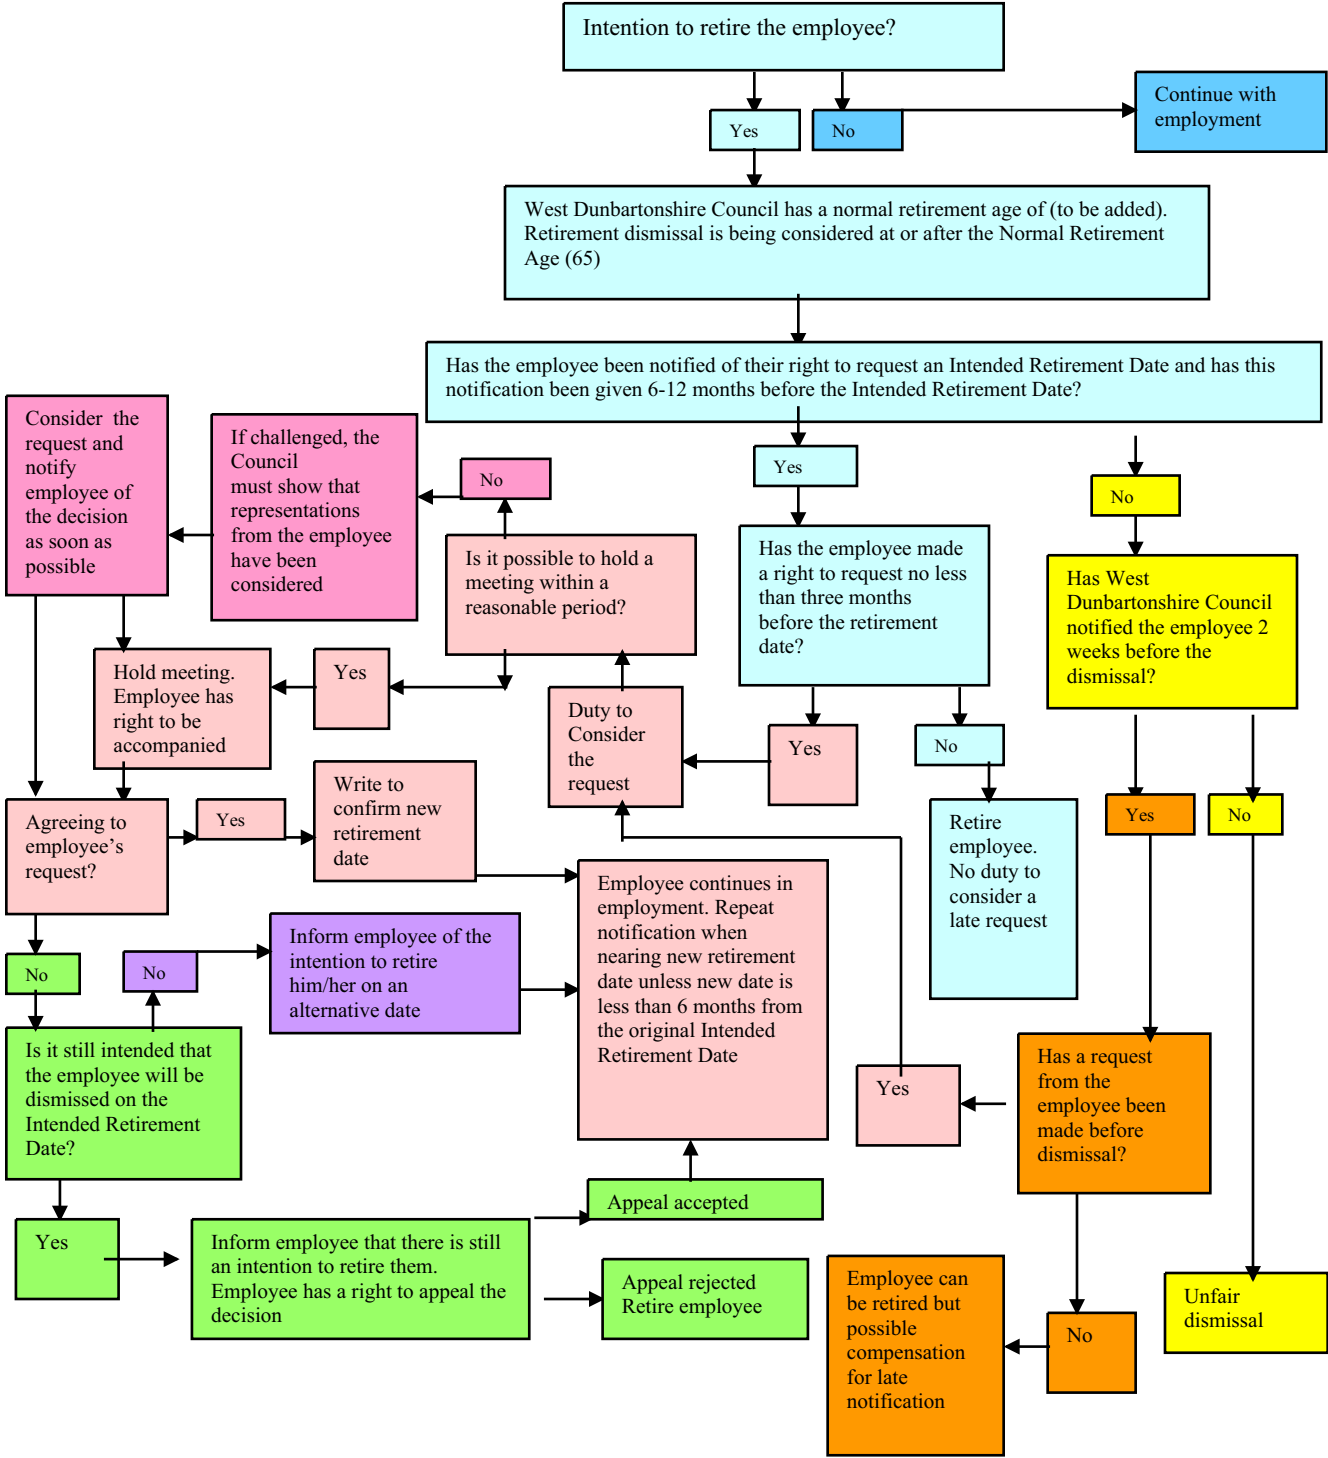 Intention to retire the employee?
Continue with
employment
Yes
No
West Dunbartonshire Council has a normal retirement age of (to be added).
Retirement dismissal is being considered at or after the Normal Retirement
Age (65)
Has the employee been notified of their right to request an Intended Retirement Date and has this
notification been given 6-12 months before the Intended Retirement Date?
Consider the
request and
notify
employee of
the decision
as soon as
possible
If challenged, the
Council
must show that
representations
from the employee
have been
considered
No
Yes
No
Is it possible to hold a
meeting within a
reasonable period?
Has the employee made
a right to request no less
than three months
before the retirement
date?
Has West
Dunbartonshire Council
notified the employee 2
weeks before the
dismissal?
Hold meeting.
Employee has
right to be
accompanied
Yes
Duty to
Consider
the
request
Yes
No
Agreeing to
employee's
request?
Yes
Write to
confirm new
retirement
date
Retire
employee.
No duty to
consider a
late request
Yes
No
Employee continues in
employment. Repeat
notification when
nearing new retirement
date unless new date is
less than 6 months from
the original Intended
Retirement Date
Inform employee of the
intention to retire
him/her on an
alternative date
No
No
Is it still intended that
the employee will be
dismissed on the
Intended Retirement
Date?
Yes
Has a request
from the
employee been
made before
dismissal?
Appeal accepted
Yes
Inform employee that there is still
an intention to retire them.
Employee has a right to appeal the
decision
Appeal rejected
Retire employee
Employee can
be retired but
possible
compensation
for late
notification
No
Unfair
dismissal